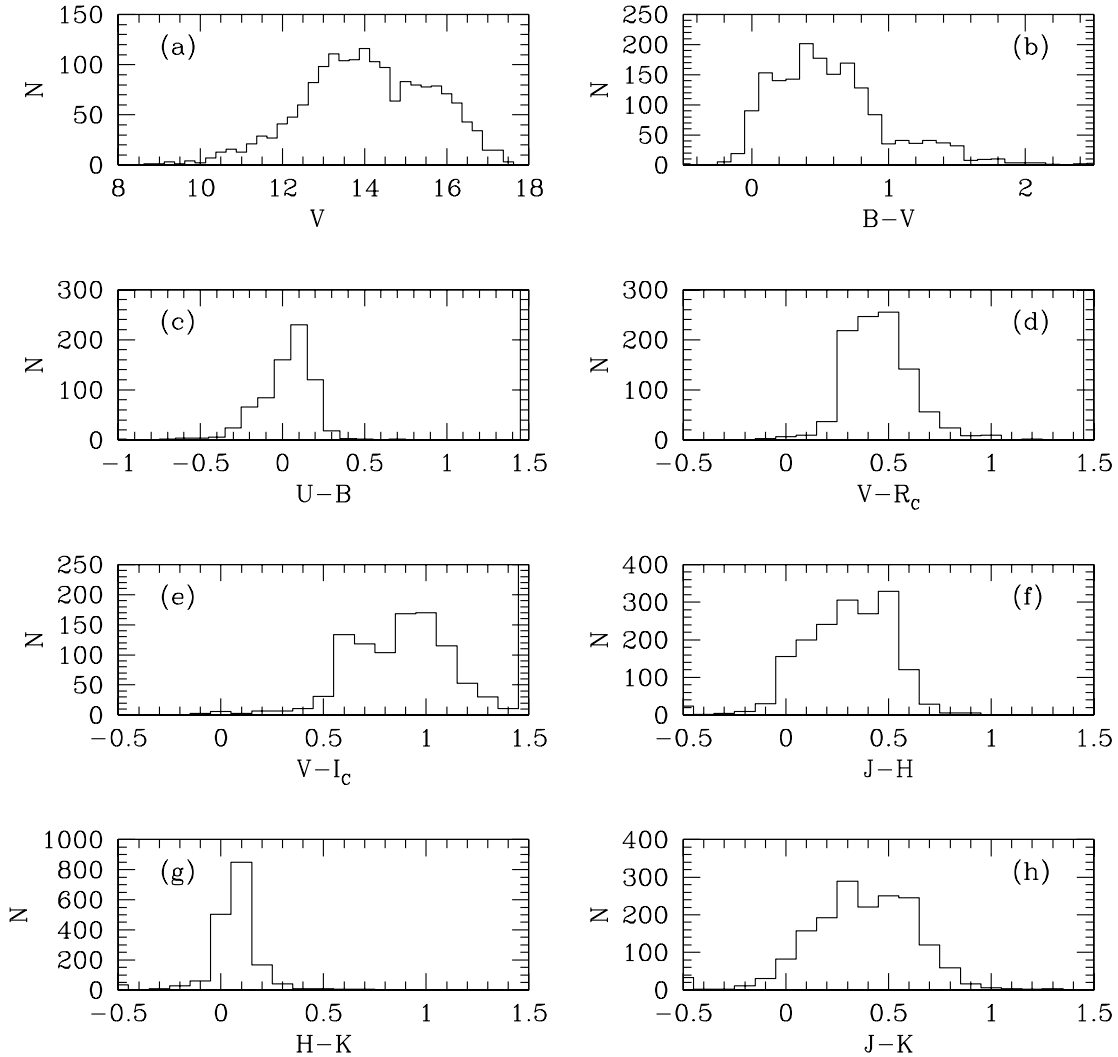 (a)
N
150
100
50
0
8 10 12 14 16 18
V
(b)
N
250
200
150
100
50
0
0 1 2
B−V
(c)
N
300
200
100
0
−1 −0.5 0 0.5 1 1.5
U−B
(d)
N
300
200
100
0
−0.5 0 0.5 1 1.5
V−R_C
(e)
N
250
200
150
100
50
0
−0.5 0 0.5 1 1.5
V−I_C
(f)
N
400
300
200
100
0
−0.5 0 0.5 1 1.5
J−H
(g)
N
1000
800
600
400
200
0
−0.5 0 0.5 1 1.5
H−K
(h)
N
400
300
200
100
0
−0.5 0 0.5 1 1.5
J−K